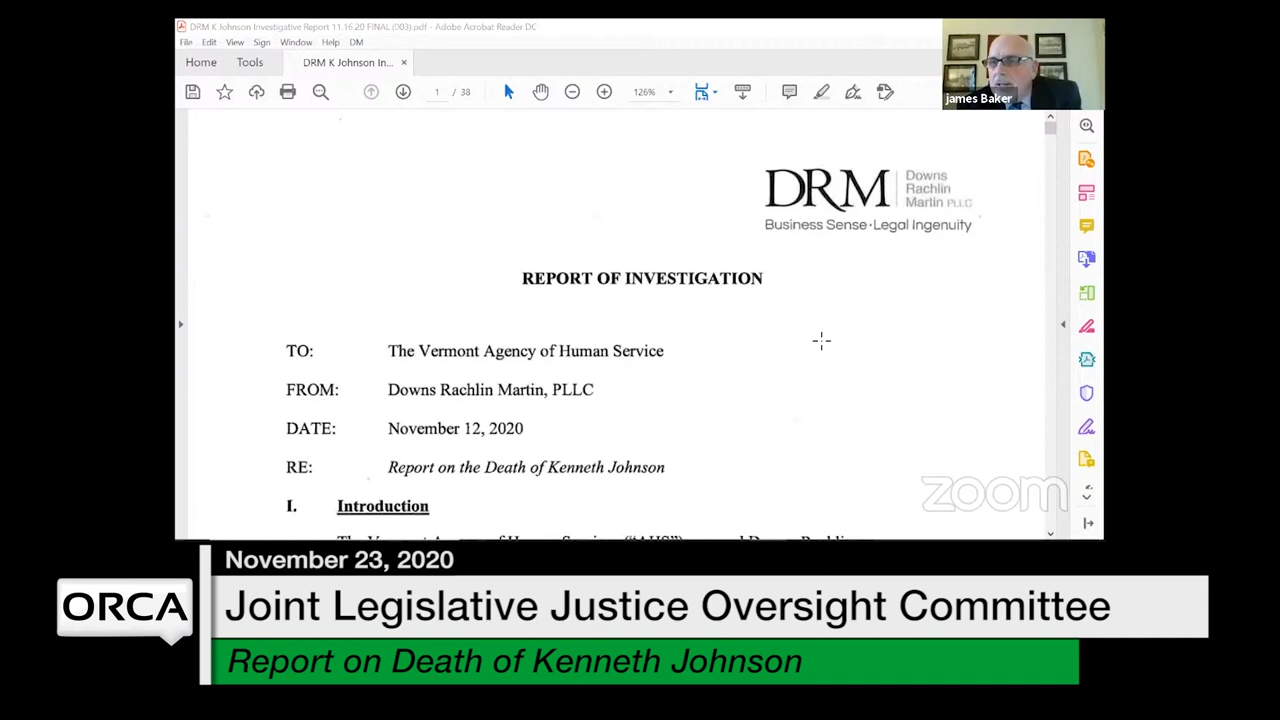 DRM K Johnson Investigative Report 11.16.20 FINAL (003).pdf - Adobe Acrobat Reader DC
File Edit View Sign Window Help DM
Home Tools DRM K Johnson In... ×
1 / 38 126%
james Baker
DRM Downs Rachlin Martin PLLC
Business Sense·Legal Ingenuity
REPORT OF INVESTIGATION
TO: The Vermont Agency of Human Service
FROM: Downs Rachlin Martin, PLLC
DATE: November 12, 2020
RE: Report on the Death of Kenneth Johnson
I. Introduction
zoom
November 23, 2020
ORCA
Joint Legislative Justice Oversight Committee
Report on Death of Kenneth Johnson